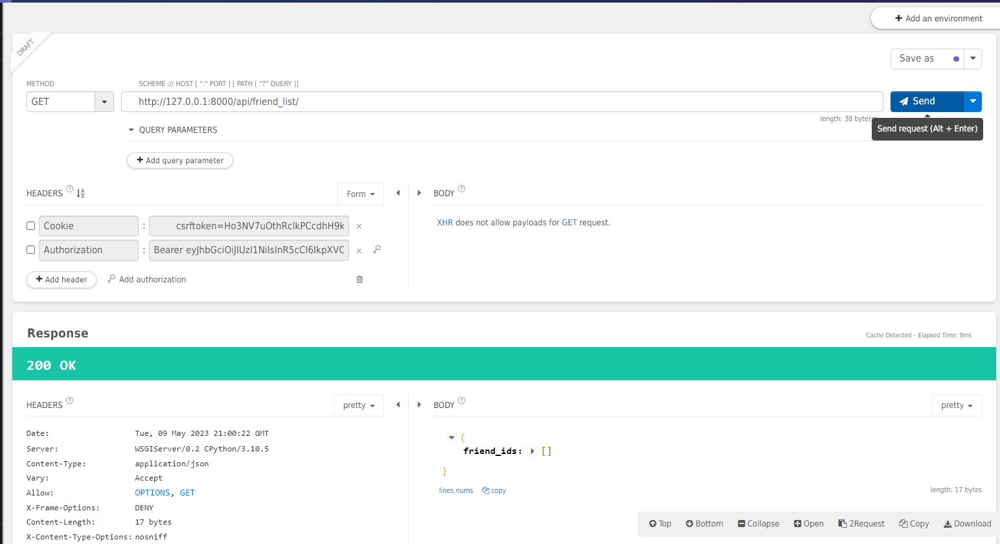 Add an environment
DRAFT
Save as
METHOD
SCHEME :// HOST [ ":" PORT ] [ PATH [ "?" QUERY ]]
GET
http://127.0.0.1:8000/api/friend_list/
Send
length: 38 byte(s)
Send request (Alt + Enter)
QUERY PARAMETERS
Add query parameter
HEADERS
Form
BODY
Cookie : csrftoken=Ho3NV7uOthRclkPCcdhH9k
XHR does not allow payloads for GET request.
Authorization : Bearer eyJhbGciOiJIUzI1NiIsInR5cCI6IkpXVC
Add header
Add authorization
Response
Cache Detected - Elapsed Time: 9ms
200 OK
HEADERS
pretty
BODY
pretty
Date: Tue, 09 May 2023 21:00:22 GMT
Server: WSGIServer/0.2 CPython/3.10.5
Content-Type: application/json
Vary: Accept
Allow: OPTIONS, GET
X-Frame-Options: DENY
Content-Length: 17 bytes
X-Content-Type-Options: nosniff
{
friend_ids: []
}
lines nums
copy
length: 17 bytes
Top
Bottom
Collapse
Open
2Request
Copy
Download